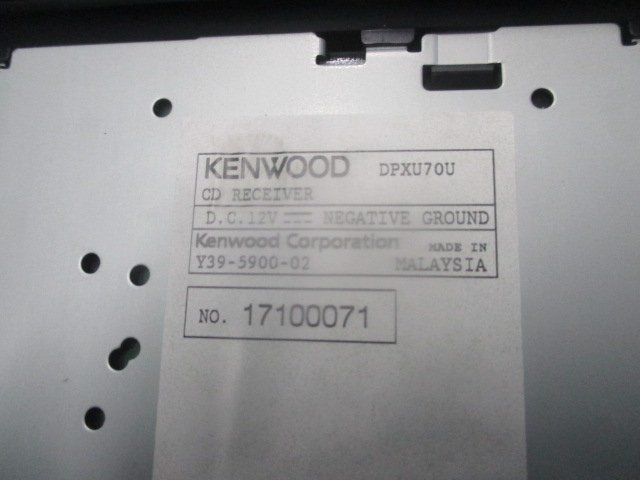 KENWOOD DPXU70U
CD RECEIVER
D.C.12V NEGATIVE GROUND
Kenwood Corporation MADE IN
Y39-5900-02 MALAYSIA
NO. 17100071